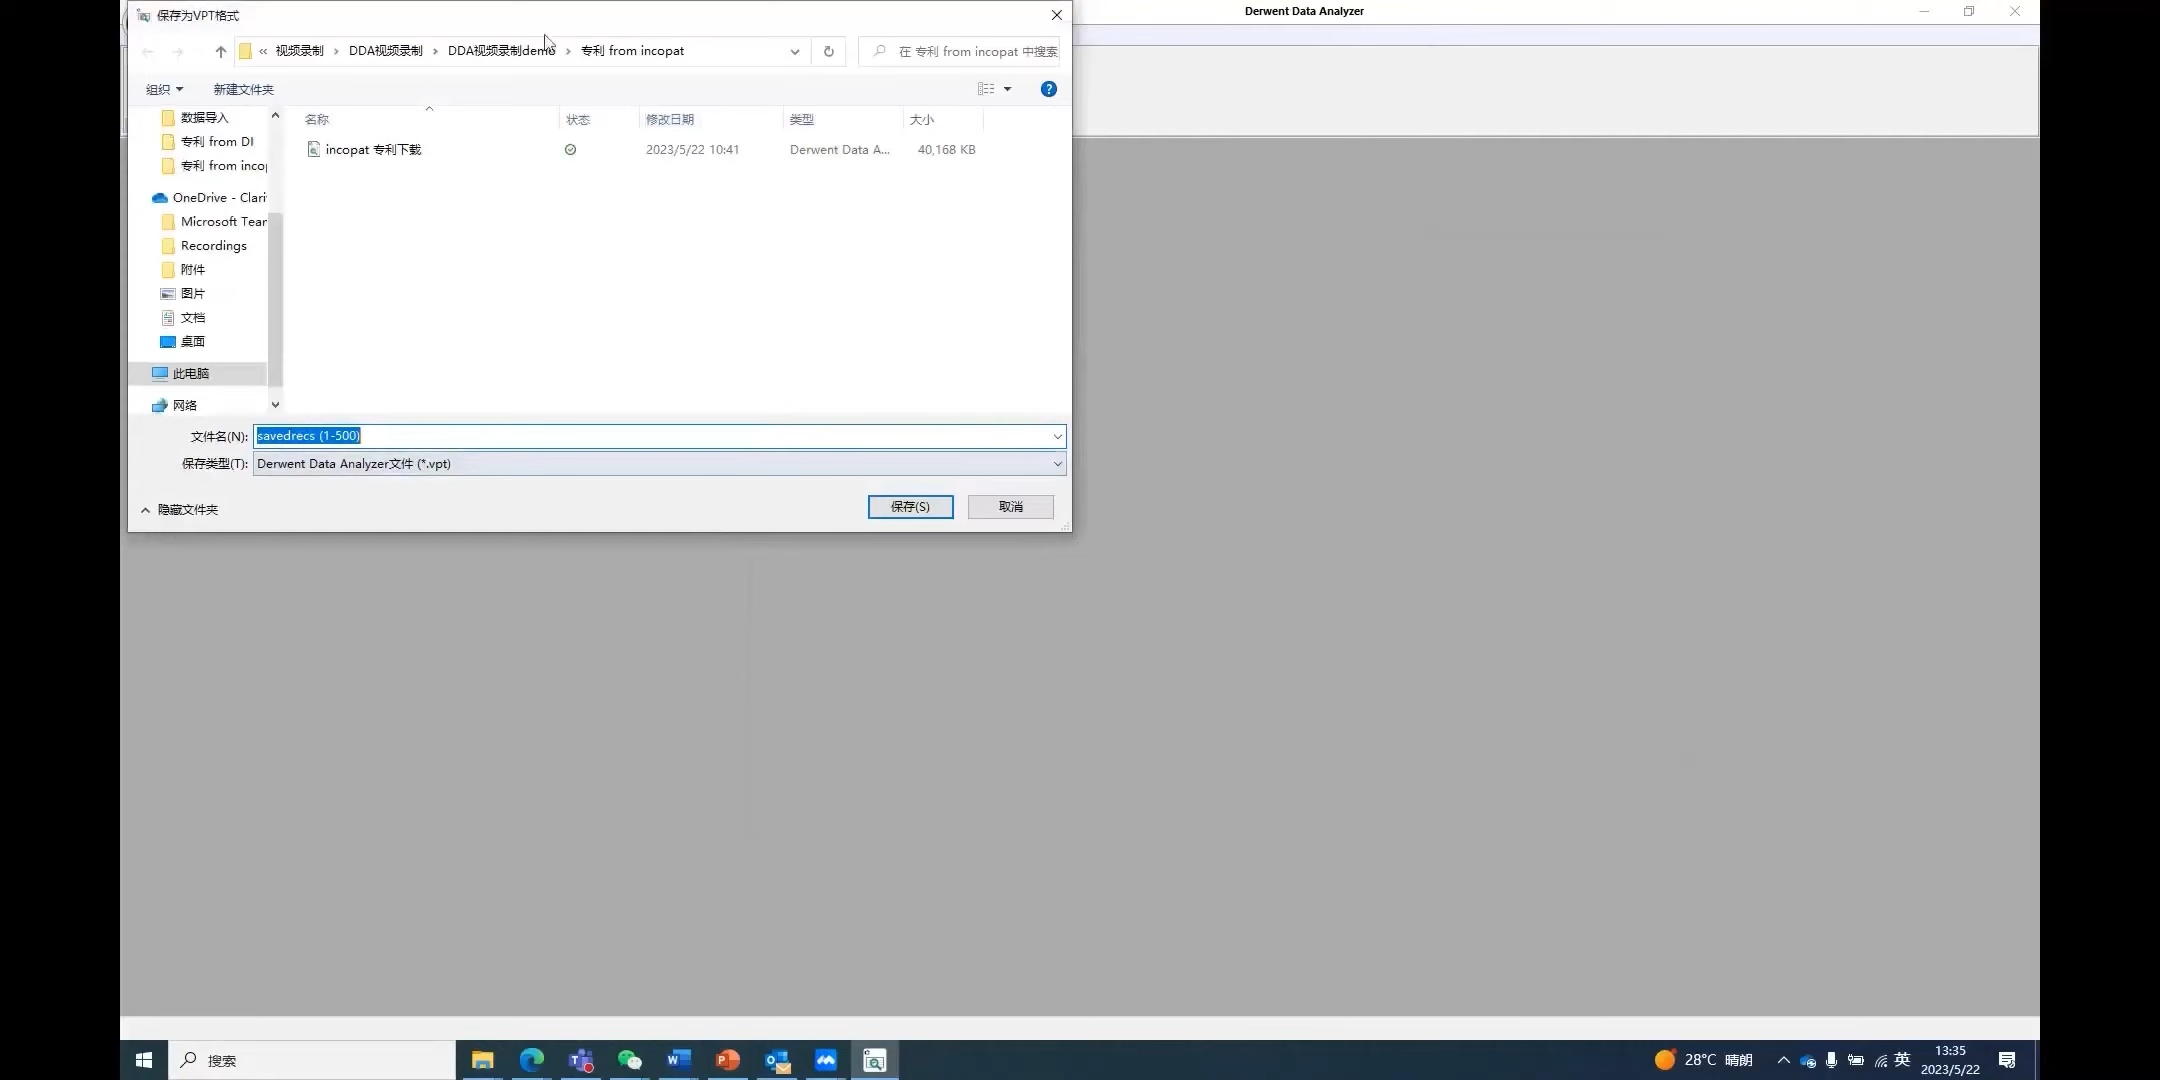 保存为VPT格式
Derwent Data Analyzer
« 视频录制 › DDA视频录制 › DDA视频录制demo › 专利 from incopat
在 专利 from incopat 中搜索
组织
新建文件夹
名称
状态
修改日期
类型
大小
incopat 专利下载
2023/5/22 10:41
Derwent Data A...
40,168 KB
数据导入
专利 from DI
专利 from incop
OneDrive - Clari
Microsoft Tear
Recordings
附件
图片
文档
桌面
此电脑
网络
文件名(N):
savedrecs (1-500)
保存类型(T):
Derwent Data Analyzer文件 (*.vpt)
隐藏文件夹
保存(S)
取消
搜索
28°C 晴朗
英
13:35
2023/5/22